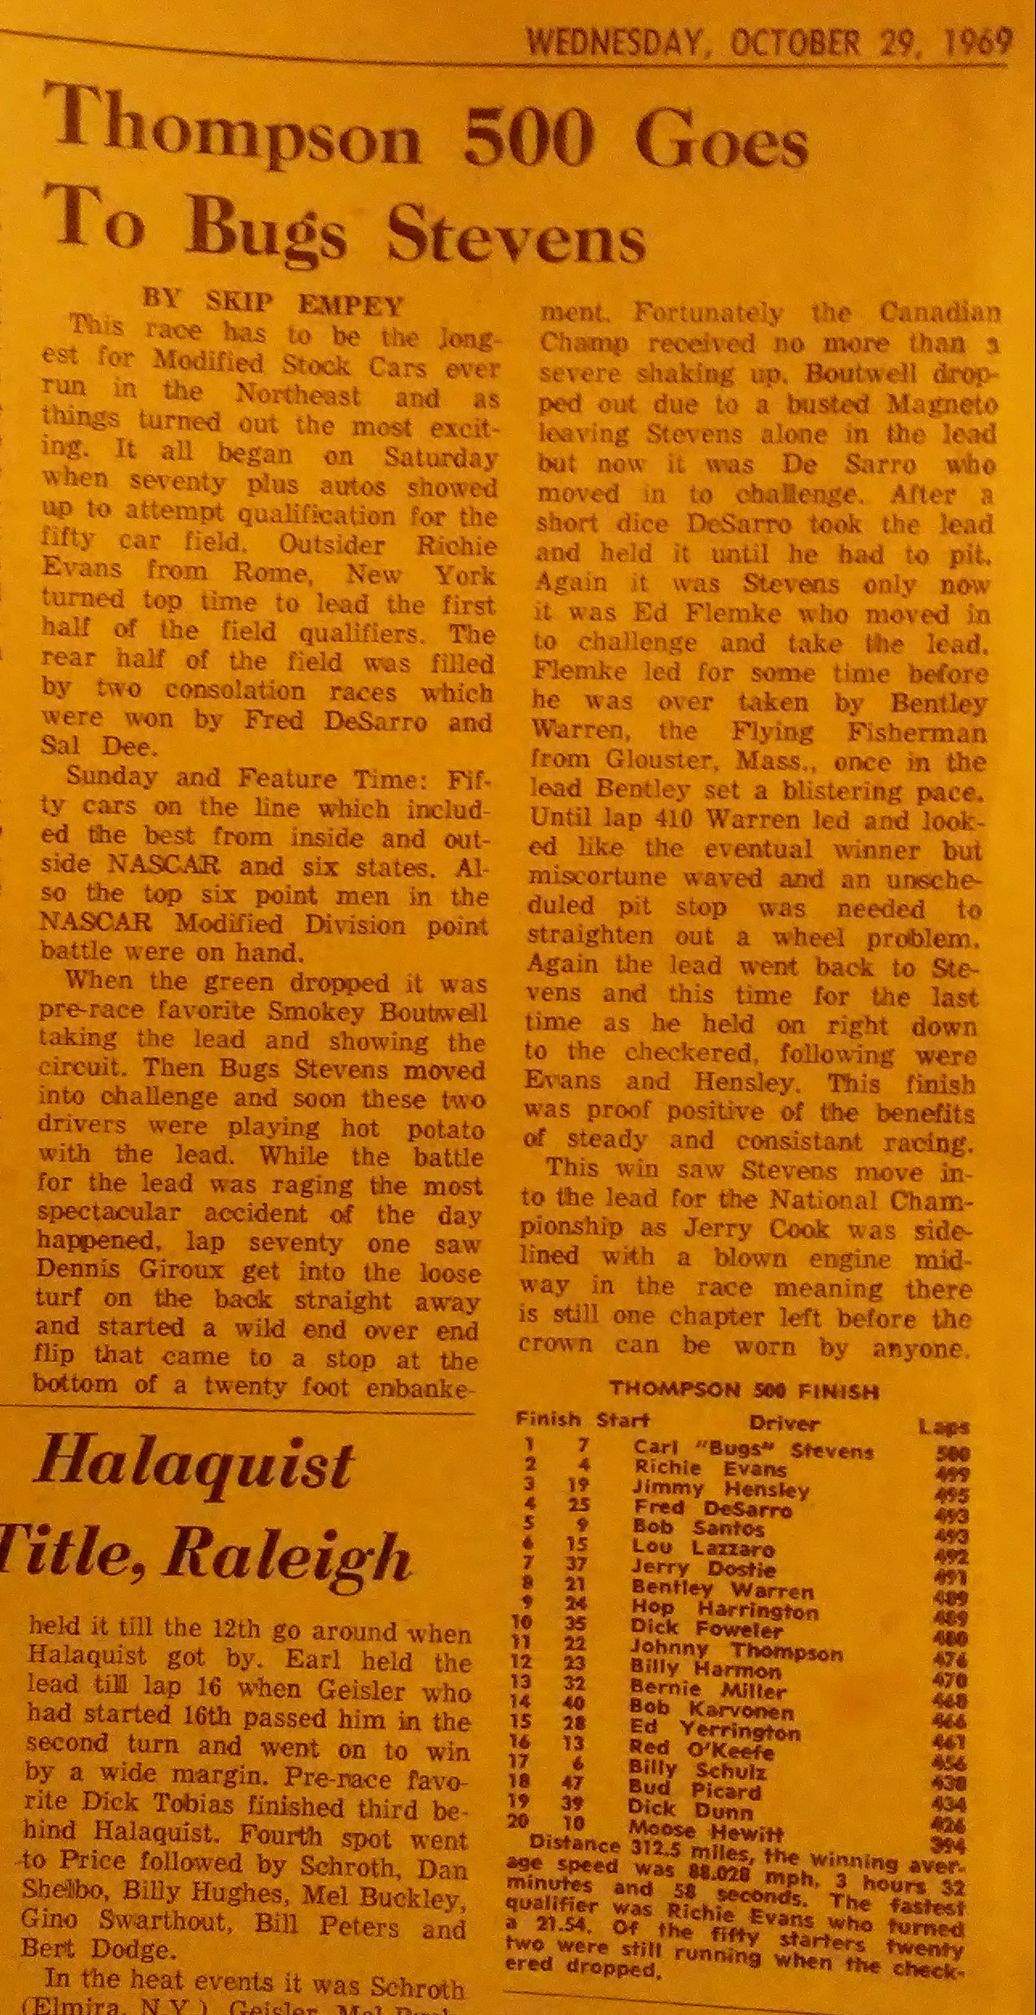 WEDNESDAY, OCTOBER 29, 1969
Thompson 500 Goes
To Bugs Stevens
BY SKIP EMPEY
This race has to be the long-
est for Modified Stock Cars ever
run in the Northeast and as
things turned out the most excit-
ing. It all began on Saturday
when seventy plus autos showed
up to attempt qualification for the
fifty car field. Outsider Richie
Evans from Rome, New York
turned top time to lead the first
half of the field qualifiers. The
rear half of the field was filled
by two consolation races which
were won by Fred DeSarro and
Sal Dee.
Sunday and Feature Time: Fif-
ty cars on the line which includ-
ed the best from inside and out-
side NASCAR and six states. Al-
so the top six point men in the
NASCAR Modified Division point
battle were on hand.
When the green dropped it was
pre-race favorite Smokey Boutwell
taking the lead and showing the
circuit. Then Bugs Stevens moved
into challenge and soon these two
drivers were playing hot potato
with the lead. While the battle
for the lead was raging the most
spectacular accident of the day
happened, lap seventy one saw
Dennis Giroux get into the loose
turf on the back straight away
and started a wild end over end
flip that came to a stop at the
bottom of a twenty foot enbanke-
ment. Fortunately the Canadian
Champ received no more than a
severe shaking up. Boutwell drop-
ped out due to a busted Magneto
leaving Stevens alone in the lead
but now it was De Sarro who
moved in to challenge. After a
short dice DeSarro took the lead
and held it until he had to pit.
Again it was Stevens only now
it was Ed Flemke who moved in
to challenge and take the lead.
Flemke led for some time before
he was over taken by Bentley
Warren, the Flying Fisherman
from Glouster, Mass., once in the
lead Bentley set a blistering pace.
Until lap 410 Warren led and look-
ed like the eventual winner but
miscortune waved and an unsche-
duled pit stop was needed to
straighten out a wheel problem.
Again the lead went back to Ste-
vens and this time for the last
time as he held on right down
to the checkered, following were
Evans and Hensley. This finish
was proof positive of the benefits
of steady and consistant racing.
This win saw Stevens move in-
to the lead for the National Cham-
pionship as Jerry Cook was side-
lined with a blown engine mid-
way in the race meaning there
is still one chapter left before the
crown can be worn by anyone.
THOMPSON 500 FINISH
Finish Start Driver Laps
1 7 Carl "Bugs" Stevens 500
2 4 Richie Evans 499
3 19 Jimmy Hensley 495
4 25 Fred DeSarro 493
5 9 Bob Santos 493
6 15 Lou Lazzaro 492
7 37 Jerry Dostie 491
8 21 Bentley Warren 489
9 24 Hop Harrington 489
10 35 Dick Foweler 480
11 22 Johnny Thompson 476
12 23 Billy Harmon 470
13 32 Bernie Miller 468
14 40 Bob Karvonen 466
15 28 Ed Yerrington 461
16 13 Red O'Keefe 456
17 6 Billy Schulz 438
18 47 Bud Picard 434
19 39 Dick Dunn 426
20 10 Moose Hewitt 394
Distance 312.5 miles, the winning aver-
age speed was 88.028 mph, 3 hours 32
minutes and 58 seconds. The fastest
qualifier was Richie Evans who turned
a 21.54. Of the fifty starters twenty
two were still running when the check-
ered dropped.
Halaquist
Title, Raleigh
held it till the 12th go around when
Halaquist got by. Earl held the
lead till lap 16 when Geisler who
had started 16th passed him in the
second turn and went on to win
by a wide margin. Pre-race favo-
rite Dick Tobias finished third be-
hind Halaquist. Fourth spot went
to Price followed by Schroth, Dan
Shelbo, Billy Hughes, Mel Buckley,
Gino Swarthout, Bill Peters and
Bert Dodge.
In the heat events it was Schroth
(Elmira, N.Y.), Geisler, Mel